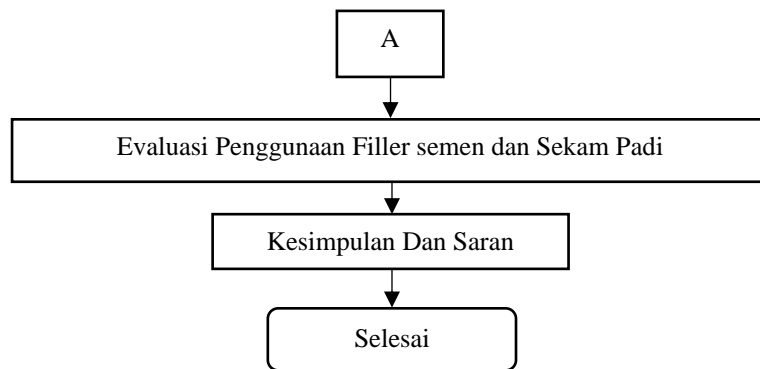 A
Evaluasi Penggunaan Filler semen dan Sekam Padi
Kesimpulan Dan Saran
Selesai